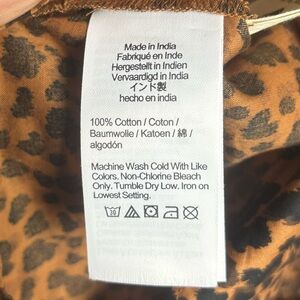 Made in India
Fabriqué en Inde
Hergestellt in Indien
Vervaardigd in India
インド製
hecho en india
100% Cotton / Coton /
Baumwolle / Katoen / 綿 /
algodón
Machine Wash Cold With Like
Colors. Non-Chlorine Bleach
Only. Tumble Dry Low. Iron on
Lowest Setting.